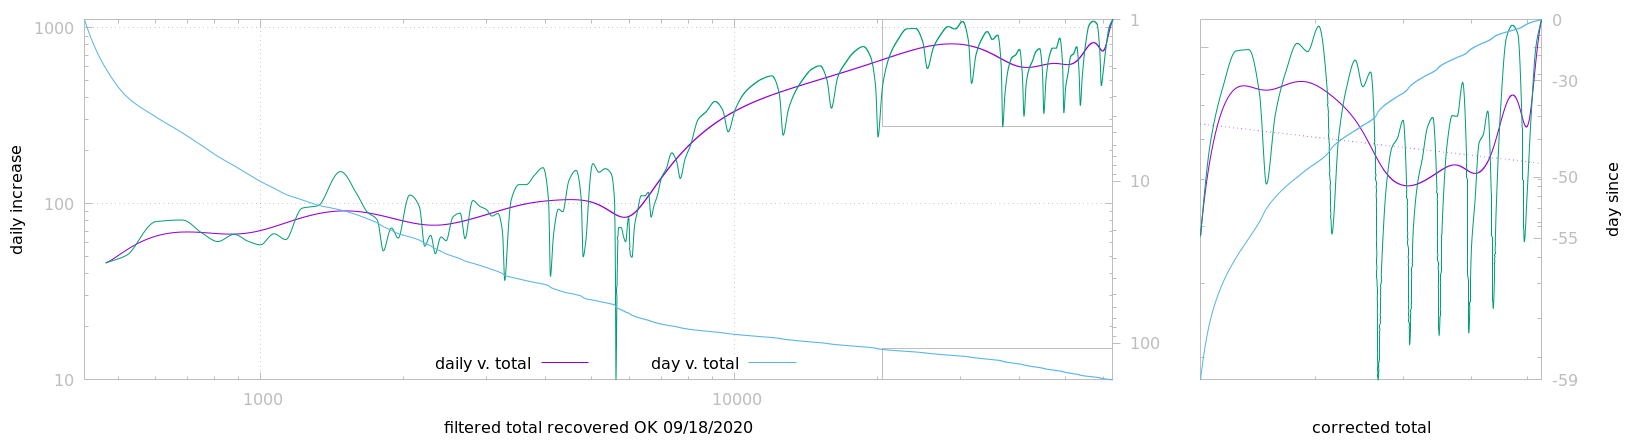 1000
100
10
daily increase
1000
10000
1
10
100
daily v. total
day v. total
filtered total recovered OK 09/18/2020
0
-30
-50
-55
-59
day since
corrected total